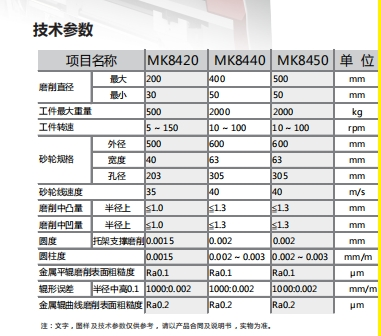 技术参数
项目名称 MK8420 MK8440 MK8450 单 位
磨削直径 最大 200 400 500 mm
最小 30 50 50 mm
工件最大重量 500 2000 2000 kg
工件转速 5 ~ 150 10 ~ 100 10 ~ 100 rpm
砂轮规格 外径 500 600 600 mm
宽度 40 63 63 mm
孔径 203 305 305 mm
砂轮线速度 35 40 40 m/s
磨削中凸量 半径上 ≦1.0 ≦1.3 ≦1.3 mm
磨削中凹量 半径上 ≦1.0 ≦1.3 ≦1.3 mm
圆度 托架支撑磨削 0.0015 0.002 0.002 mm
圆柱度 0.0015 0.002 ~ 0.003 0.002 ~ 0.003 mm/m
金属平辊磨削表面粗糙度 Ra0.1 Ra0.1 Ra0.1 μm
辊形误差 半径中高0.1 1000:0.002 1000:0.002 1000:0.002 mm/m
金属辊曲线磨削表面粗糙度 Ra0.2 Ra0.2 Ra0.2 μm
注：文字，图样及技术参数仅供参考，请以产品合同及说明书，实物为准。